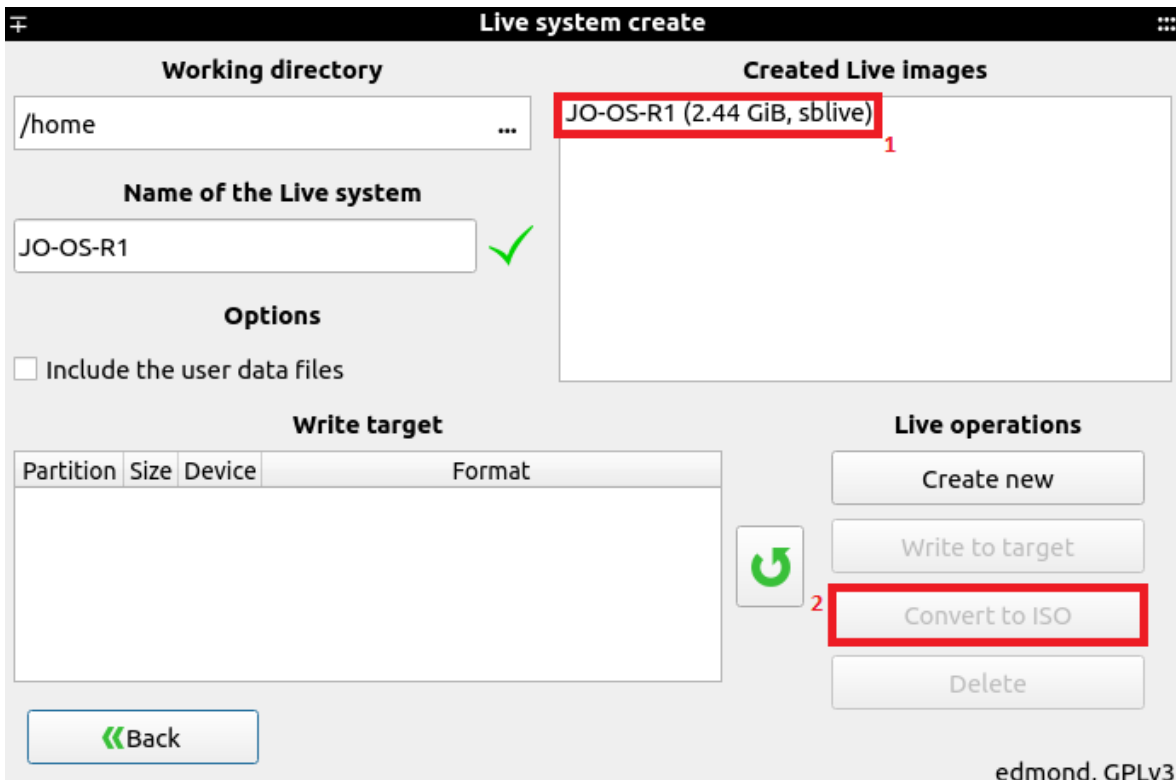 Live system create
Working directory
/home
...
Name of the Live system
JO-OS-R1
Options
Include the user data files
Created Live images
JO-OS-R1 (2.44 GiB, sblive)
1
Write target
Partition Size Device Format
Live operations
Create new
Write to target
2
Convert to ISO
Delete
Back
edmond, GPLv3